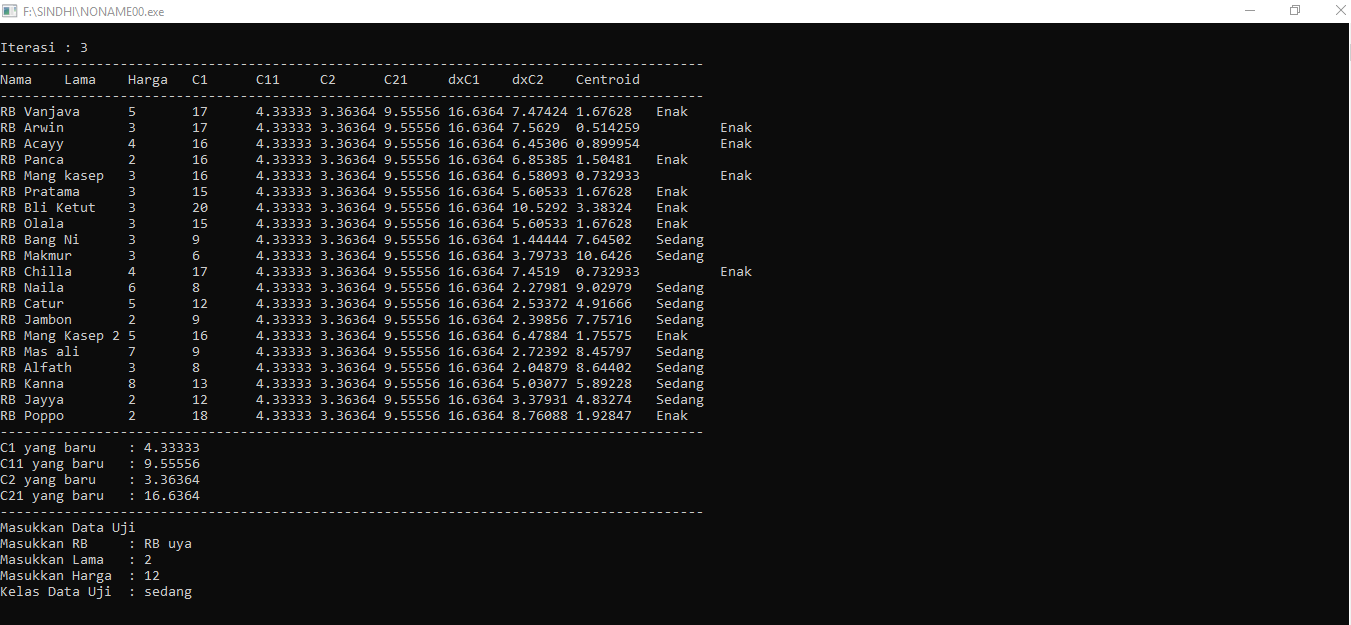 F:\SINDHI\NONAME00.exe
Iterasi : 3
----------------------------------------------------------------------------------------
Nama    Lama    Harga   C1      C11     C2      C21     dxC1    dxC2    Centroid
----------------------------------------------------------------------------------------
RB Vanjava      5       17      4.33333 3.36364 9.55556 16.6364 7.47424 1.67628   Enak
RB Arwin        3       17      4.33333 3.36364 9.55556 16.6364 7.5629  0.514259          Enak
RB Acayy        4       16      4.33333 3.36364 9.55556 16.6364 6.45306 0.899954          Enak
RB Panca        2       16      4.33333 3.36364 9.55556 16.6364 6.85385 1.50481   Enak
RB Mang kasep   3       16      4.33333 3.36364 9.55556 16.6364 6.58093 0.732933          Enak
RB Pratama      3       15      4.33333 3.36364 9.55556 16.6364 5.60533 1.67628   Enak
RB Bli Ketut    3       20      4.33333 3.36364 9.55556 16.6364 10.5292 3.38324   Enak
RB Olala        3       15      4.33333 3.36364 9.55556 16.6364 5.60533 1.67628   Enak
RB Bang Ni      3       9       4.33333 3.36364 9.55556 16.6364 1.44444 7.64502   Sedang
RB Makmur       3       6       4.33333 3.36364 9.55556 16.6364 3.79733 10.6426   Sedang
RB Chilla       4       17      4.33333 3.36364 9.55556 16.6364 7.4519  0.732933          Enak
RB Naila        6       8       4.33333 3.36364 9.55556 16.6364 2.27981 9.02979   Sedang
RB Catur        5       12      4.33333 3.36364 9.55556 16.6364 2.53372 4.91666   Sedang
RB Jambon       2       9       4.33333 3.36364 9.55556 16.6364 2.39856 7.75716   Sedang
RB Mang Kasep 2 5       16      4.33333 3.36364 9.55556 16.6364 6.47884 1.75575   Enak
RB Mas ali      7       9       4.33333 3.36364 9.55556 16.6364 2.72392 8.45797   Sedang
RB Alfath       3       8       4.33333 3.36364 9.55556 16.6364 2.04879 8.64402   Sedang
RB Kanna        8       13      4.33333 3.36364 9.55556 16.6364 5.03077 5.89228   Sedang
RB Jayya        2       12      4.33333 3.36364 9.55556 16.6364 3.37931 4.83274   Sedang
RB Poppo        2       18      4.33333 3.36364 9.55556 16.6364 8.76088 1.92847   Enak
----------------------------------------------------------------------------------------
C1 yang baru    : 4.33333
C11 yang baru   : 9.55556
C2 yang baru    : 3.36364
C21 yang baru   : 16.6364
----------------------------------------------------------------------------------------
Masukkan Data Uji
Masukkan RB     : RB uya
Masukkan Lama   : 2
Masukkan Harga  : 12
Kelas Data Uji  : sedang